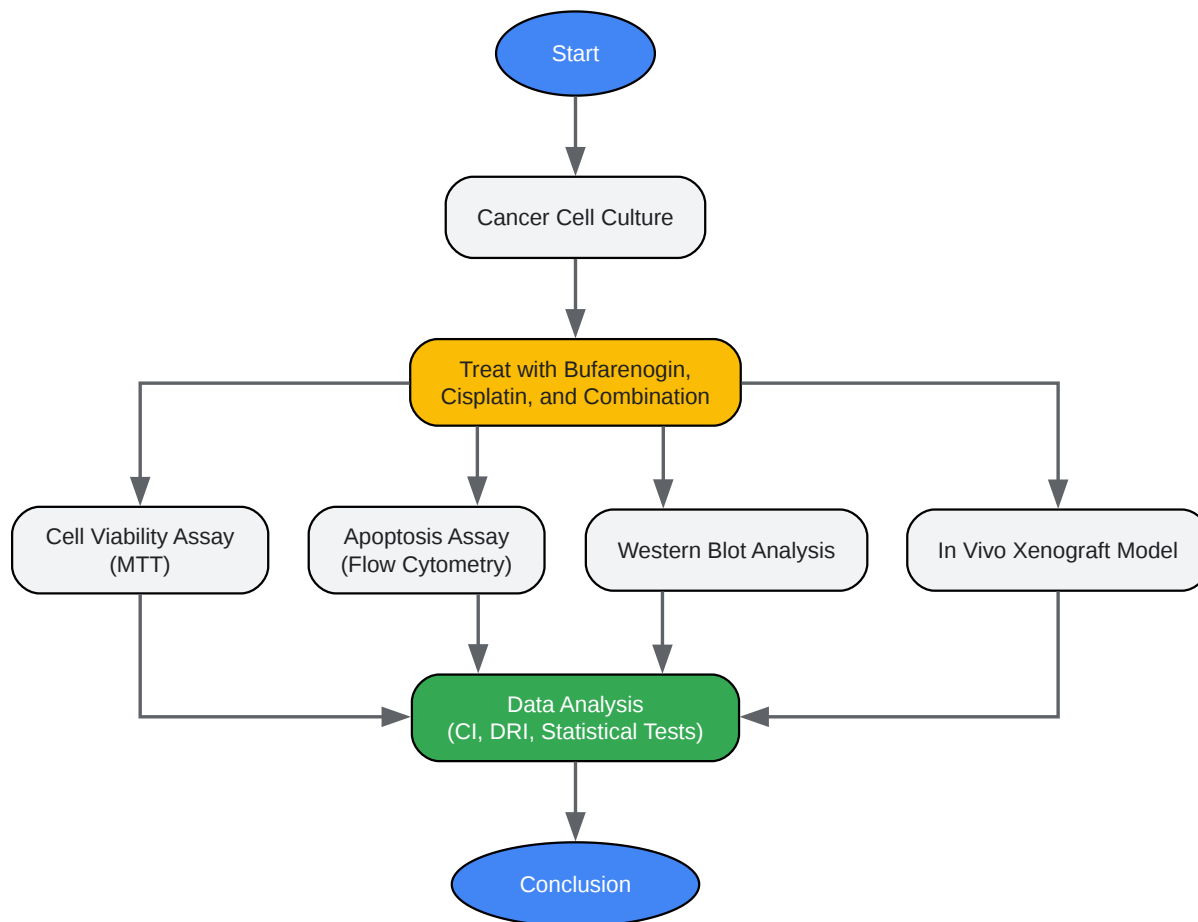 Start
Cancer Cell Culture
Treat with Bufarenogin,
Cisplatin, and Combination
Cell Viability Assay
(MTT)
Apoptosis Assay
(Flow Cytometry)
Western Blot Analysis
In Vivo Xenograft Model
Data Analysis
(CI, DRI, Statistical Tests)
Conclusion